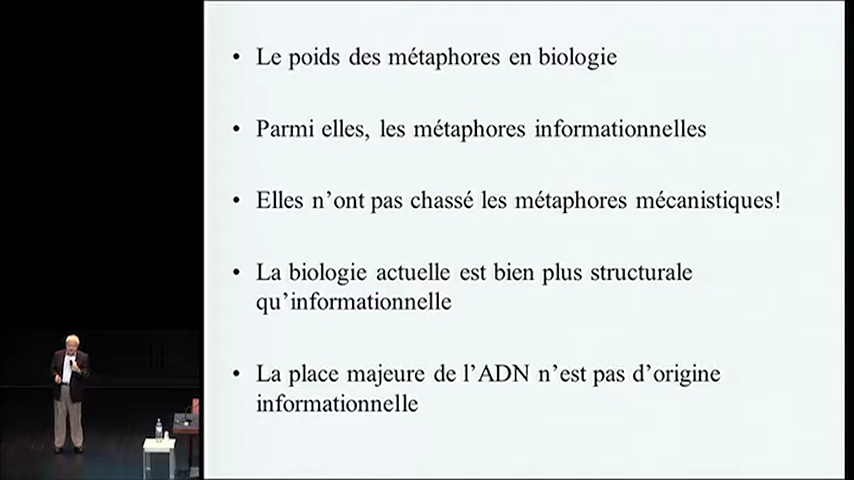 • Le poids des métaphores en biologie
• Parmi elles, les métaphores informationnelles
• Elles n’ont pas chassé les métaphores mécanistiques!
• La biologie actuelle est bien plus structurale
qu’informationnelle
• La place majeure de l’ADN n’est pas d’origine
informationnelle